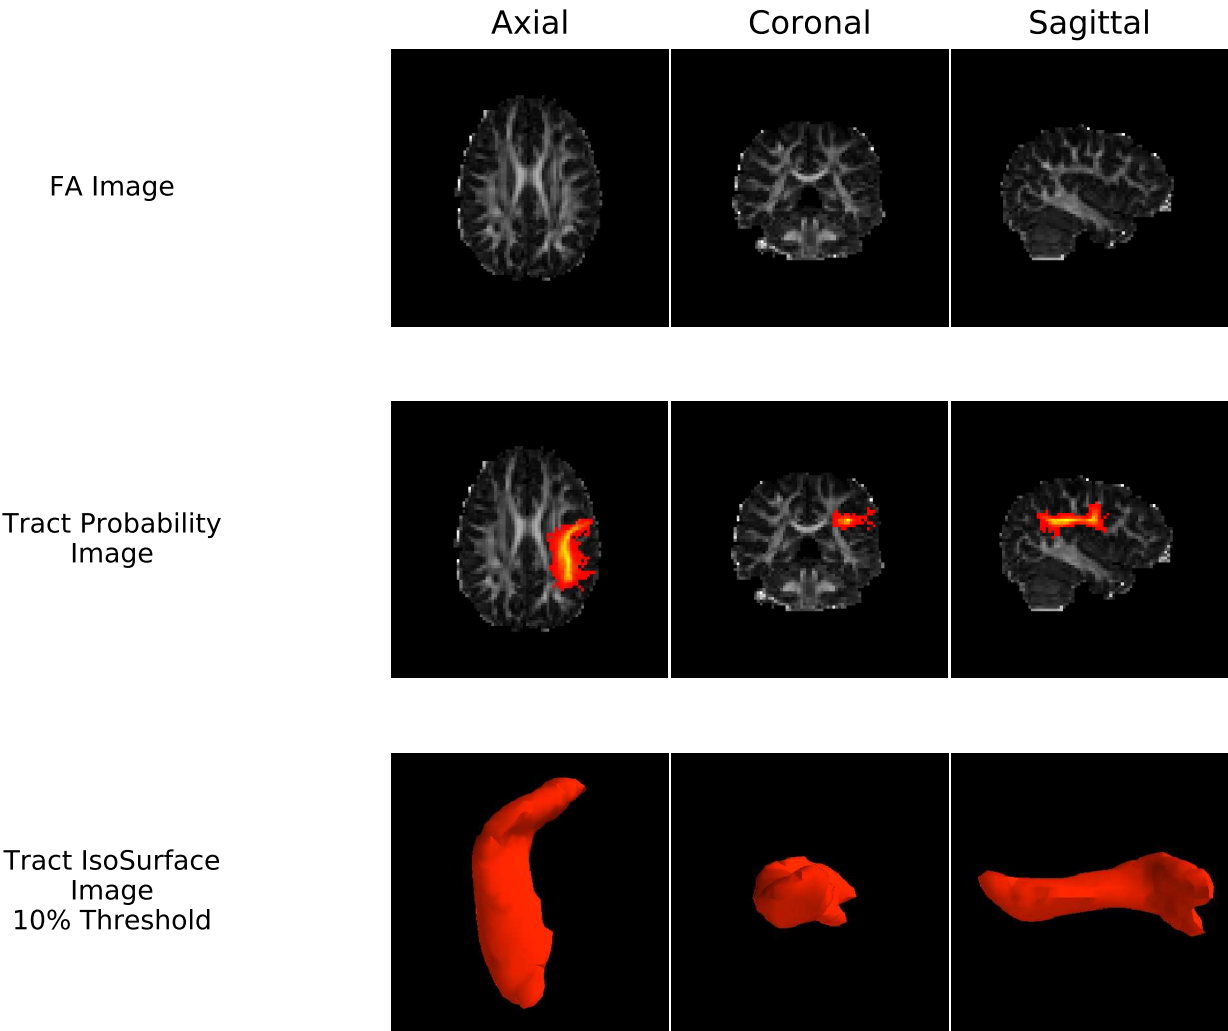 Axial Coronal Sagittal
FA Image
Tract Probability
Image
Tract IsoSurface
Image
10% Threshold